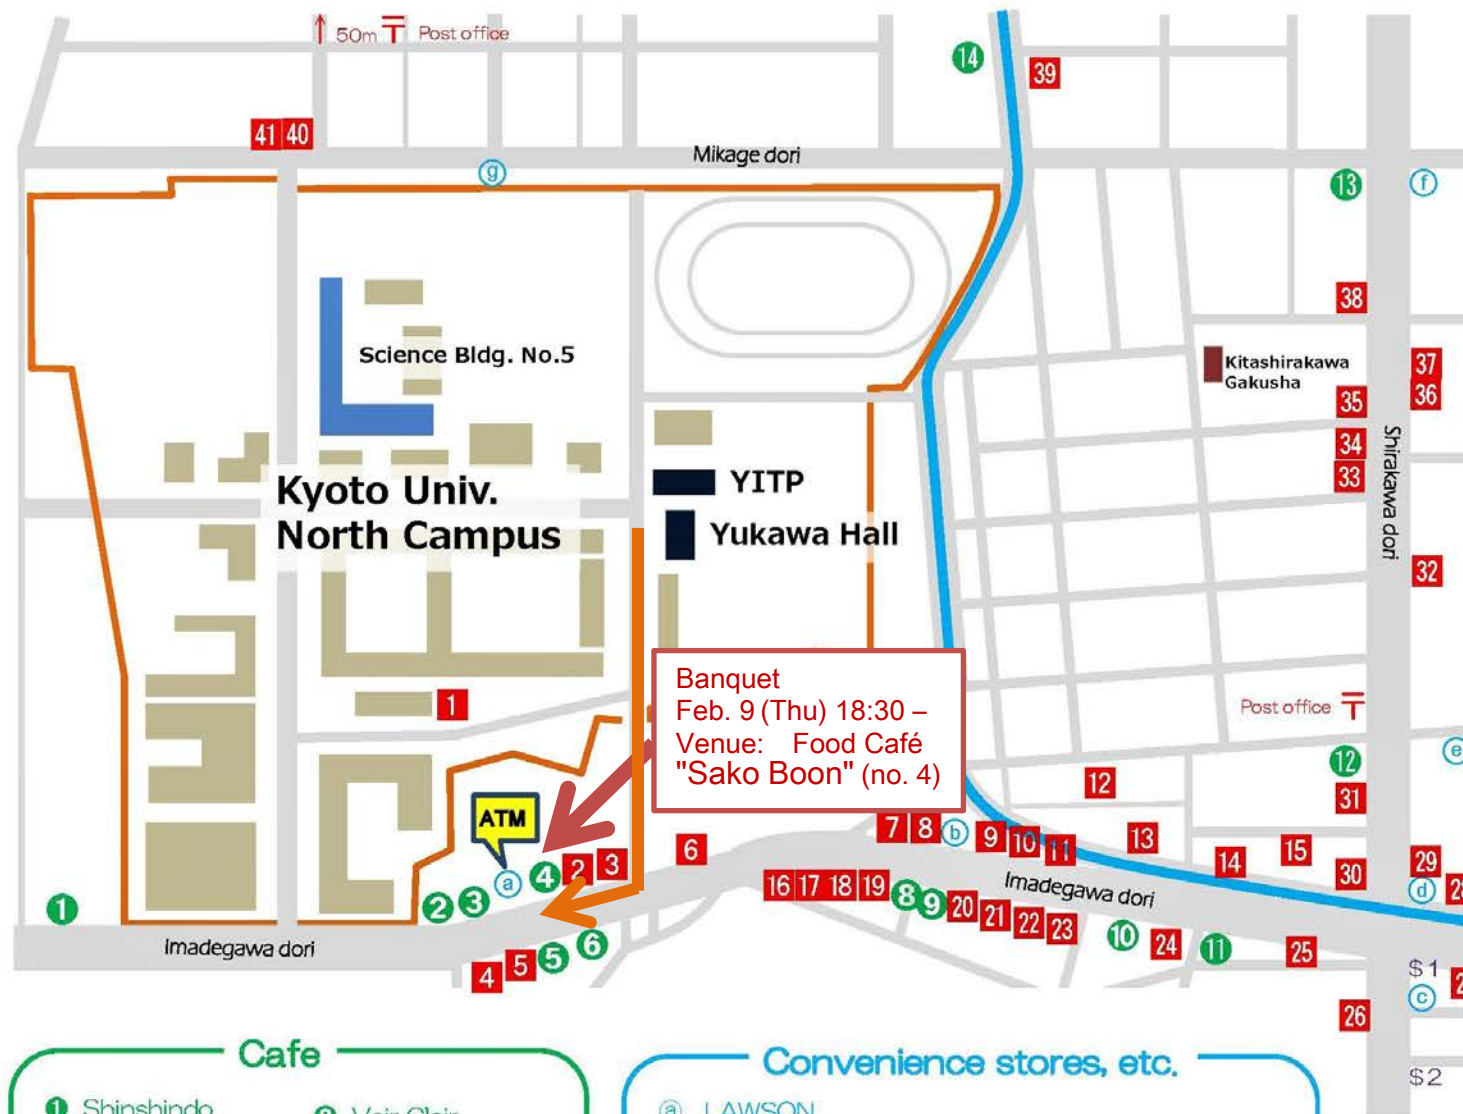 50m 〒 Post office
14
39
41 40
Mikage dori
g
13
f
38
Science Bldg. No.5
Kitashirakawa
Gakusha
37
36
35
34
33
Shirakawa dori
YITP
Kyoto Univ.
North Campus
Yukawa Hall
32
1
Banquet
Feb. 9 (Thu) 18:30 –
Venue: Food Café
"Sako Boon" (no. 4)
Post office 〒
12
e
12
31
ATM
7 8 b 9 10 11
13
14
15
30
29
d
6
a 4 2 3
16 17 18 19 8 9 20 21 22 23
Imadegawa dori
10 24 11 25
1
2 3
Imadegawa dori
4 5 5 6
$1
c
26
$2
Cafe
Convenience stores, etc.
1 Shinshindo
a LAWSON